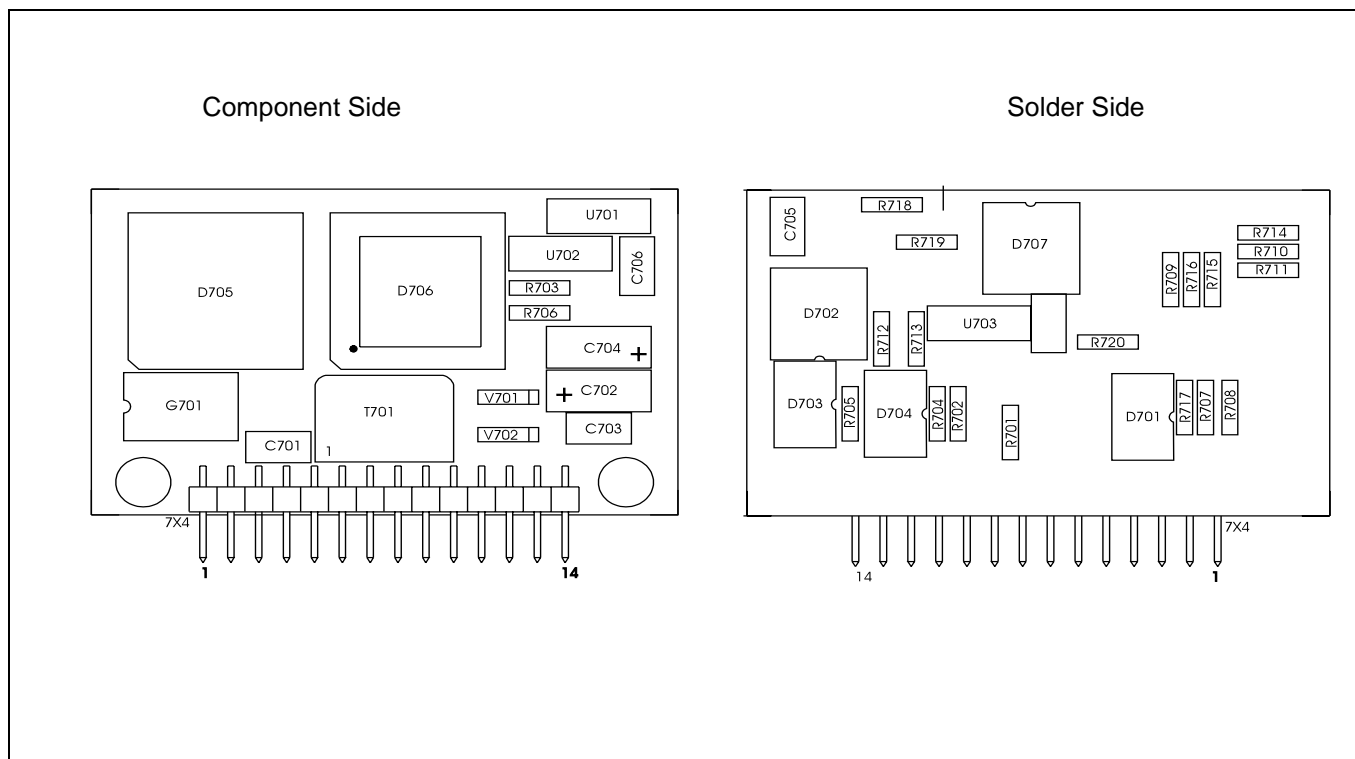 Component Side
U701
U702
C706
D705
D706
R703
R706
C704
+
+
C702
G701
T701
V701
C703
V702
C701
1
7X4
1
14
Solder Side
C705
R718
R719
D707
R714
R710
R711
R709
R716
R715
D702
R712
R713
U703
R720
D703
R705
D704
R704
R702
R701
D701
R717
R707
R708
7X4
14
1